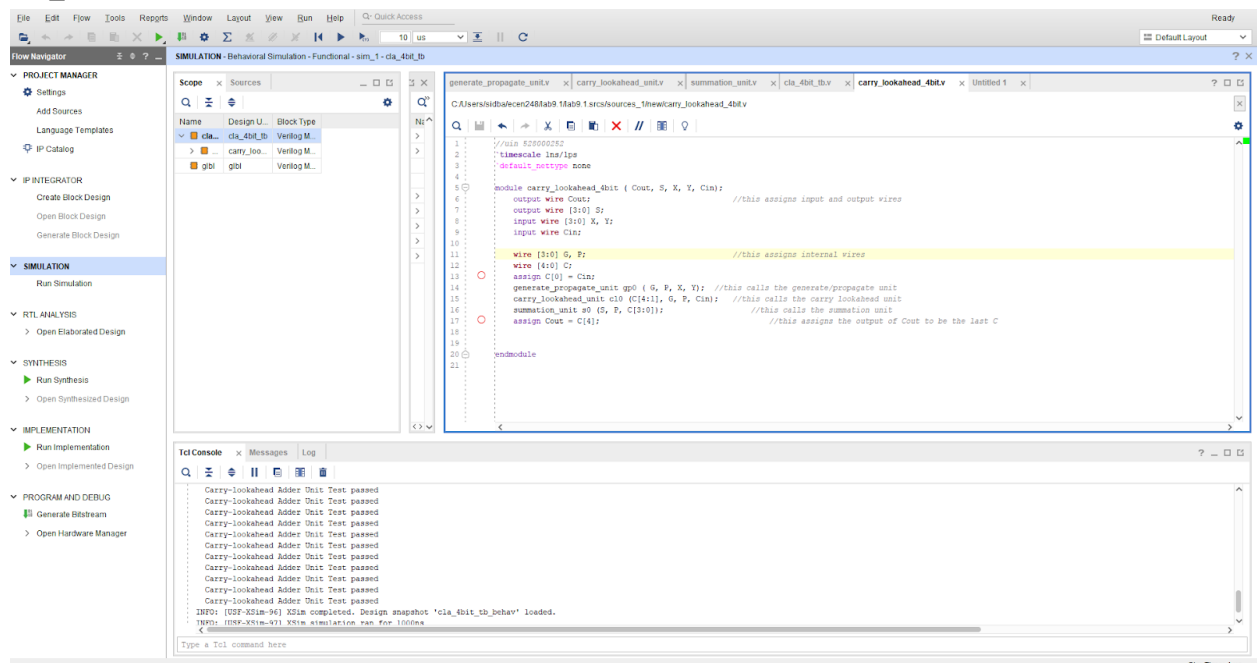 File Edit Flow Tools Reports Window Layout View Run Help Q- Quick Access Ready
10 us Default Layout
Flow Navigator ? _
SIMULATION - Behavioral Simulation - Functional - sim_1 - cla_4bit_tb ? X
PROJECT MANAGER
Settings
Add Sources
Language Templates
IP Catalog
IP INTEGRATOR
Create Block Design
Open Block Design
Generate Block Design
SIMULATION
Run Simulation
RTL ANALYSIS
Open Elaborated Design
SYNTHESIS
Run Synthesis
Open Synthesized Design
IMPLEMENTATION
Run Implementation
Open Implemented Design
PROGRAM AND DEBUG
Generate Bitstream
Open Hardware Manager
Scope x Sources
Name Design U... Block Type
cla... cla_4bit_tb Verilog M...
... carry_loo... Verilog M...
glbl glbl Verilog M...
generate_propagate_unit.v x carry_lookahead_unit.v x summation_unit.v x cla_4bit_tb.v x carry_lookahead_4bit.v x Untitled 1 x
C:/Users/sidba/ecen248/lab9.1/lab9.1.srcs/sources_1/new/carry_lookahead_4bit.v
1 //uin 528000252
2 `timescale 1ns/1ps
3 `default_nettype none
4
5 module carry_lookahead_4bit ( Cout, S, X, Y, Cin);
6 output wire Cout; //this assigns input and output wires
7 output wire [3:0] S;
8 input wire [3:0] X, Y;
9 input wire Cin;
10
11 wire [3:0] G, P; //this assigns internal wires
12 wire [4:0] C;
13 assign C[0] = Cin;
14 generate_propagate_unit gp0 ( G, P, X, Y); //this calls the generate/propagate unit
15 carry_lookahead_unit cl0 (C[4:1], G, P, Cin); //this calls the carry lookahead unit
16 summation_unit s0 (S, P, C[3:0]); //this calls the summation unit
17 assign Cout = C[4]; //this assigns the output of Cout to be the last C
18
19
20 endmodule
21
Tcl Console x Messages Log
Carry-lookahead Adder Unit Test passed
Carry-lookahead Adder Unit Test passed
Carry-lookahead Adder Unit Test passed
Carry-lookahead Adder Unit Test passed
Carry-lookahead Adder Unit Test passed
Carry-lookahead Adder Unit Test passed
Carry-lookahead Adder Unit Test passed
Carry-lookahead Adder Unit Test passed
Carry-lookahead Adder Unit Test passed
Carry-lookahead Adder Unit Test passed
Carry-lookahead Adder Unit Test passed
INFO: [USF-XSim-96] XSim completed. Design snapshot 'cla_4bit_tb_behav' loaded.
INFO: [USF-XSim-97] XSim simulation ran for 1000ns
Type a Tcl command here